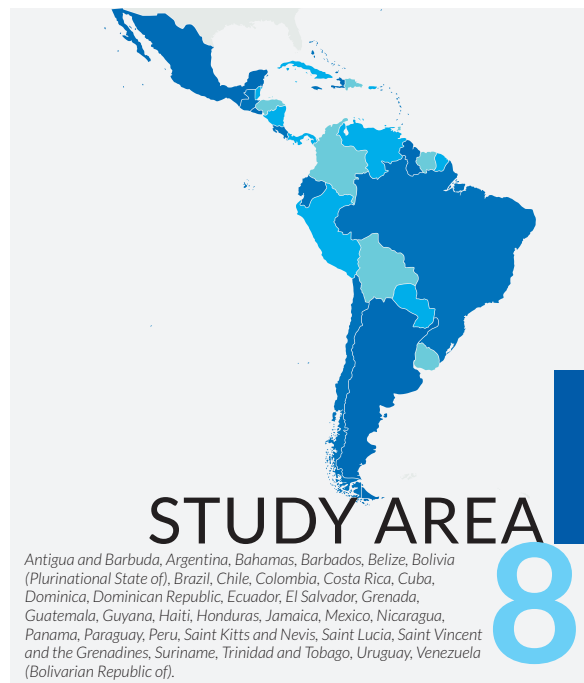 STUDY AREA
8
Antigua and Barbuda, Argentina, Bahamas, Barbados, Belize, Bolivia
(Plurinational State of), Brazil, Chile, Colombia, Costa Rica, Cuba,
Dominica, Dominican Republic, Ecuador, El Salvador, Grenada,
Guatemala, Guyana, Haiti, Honduras, Jamaica, Mexico, Nicaragua,
Panama, Paraguay, Peru, Saint Kitts and Nevis, Saint Lucia, Saint Vincent
and the Grenadines, Suriname, Trinidad and Tobago, Uruguay, Venezuela
(Bolivarian Republic of).